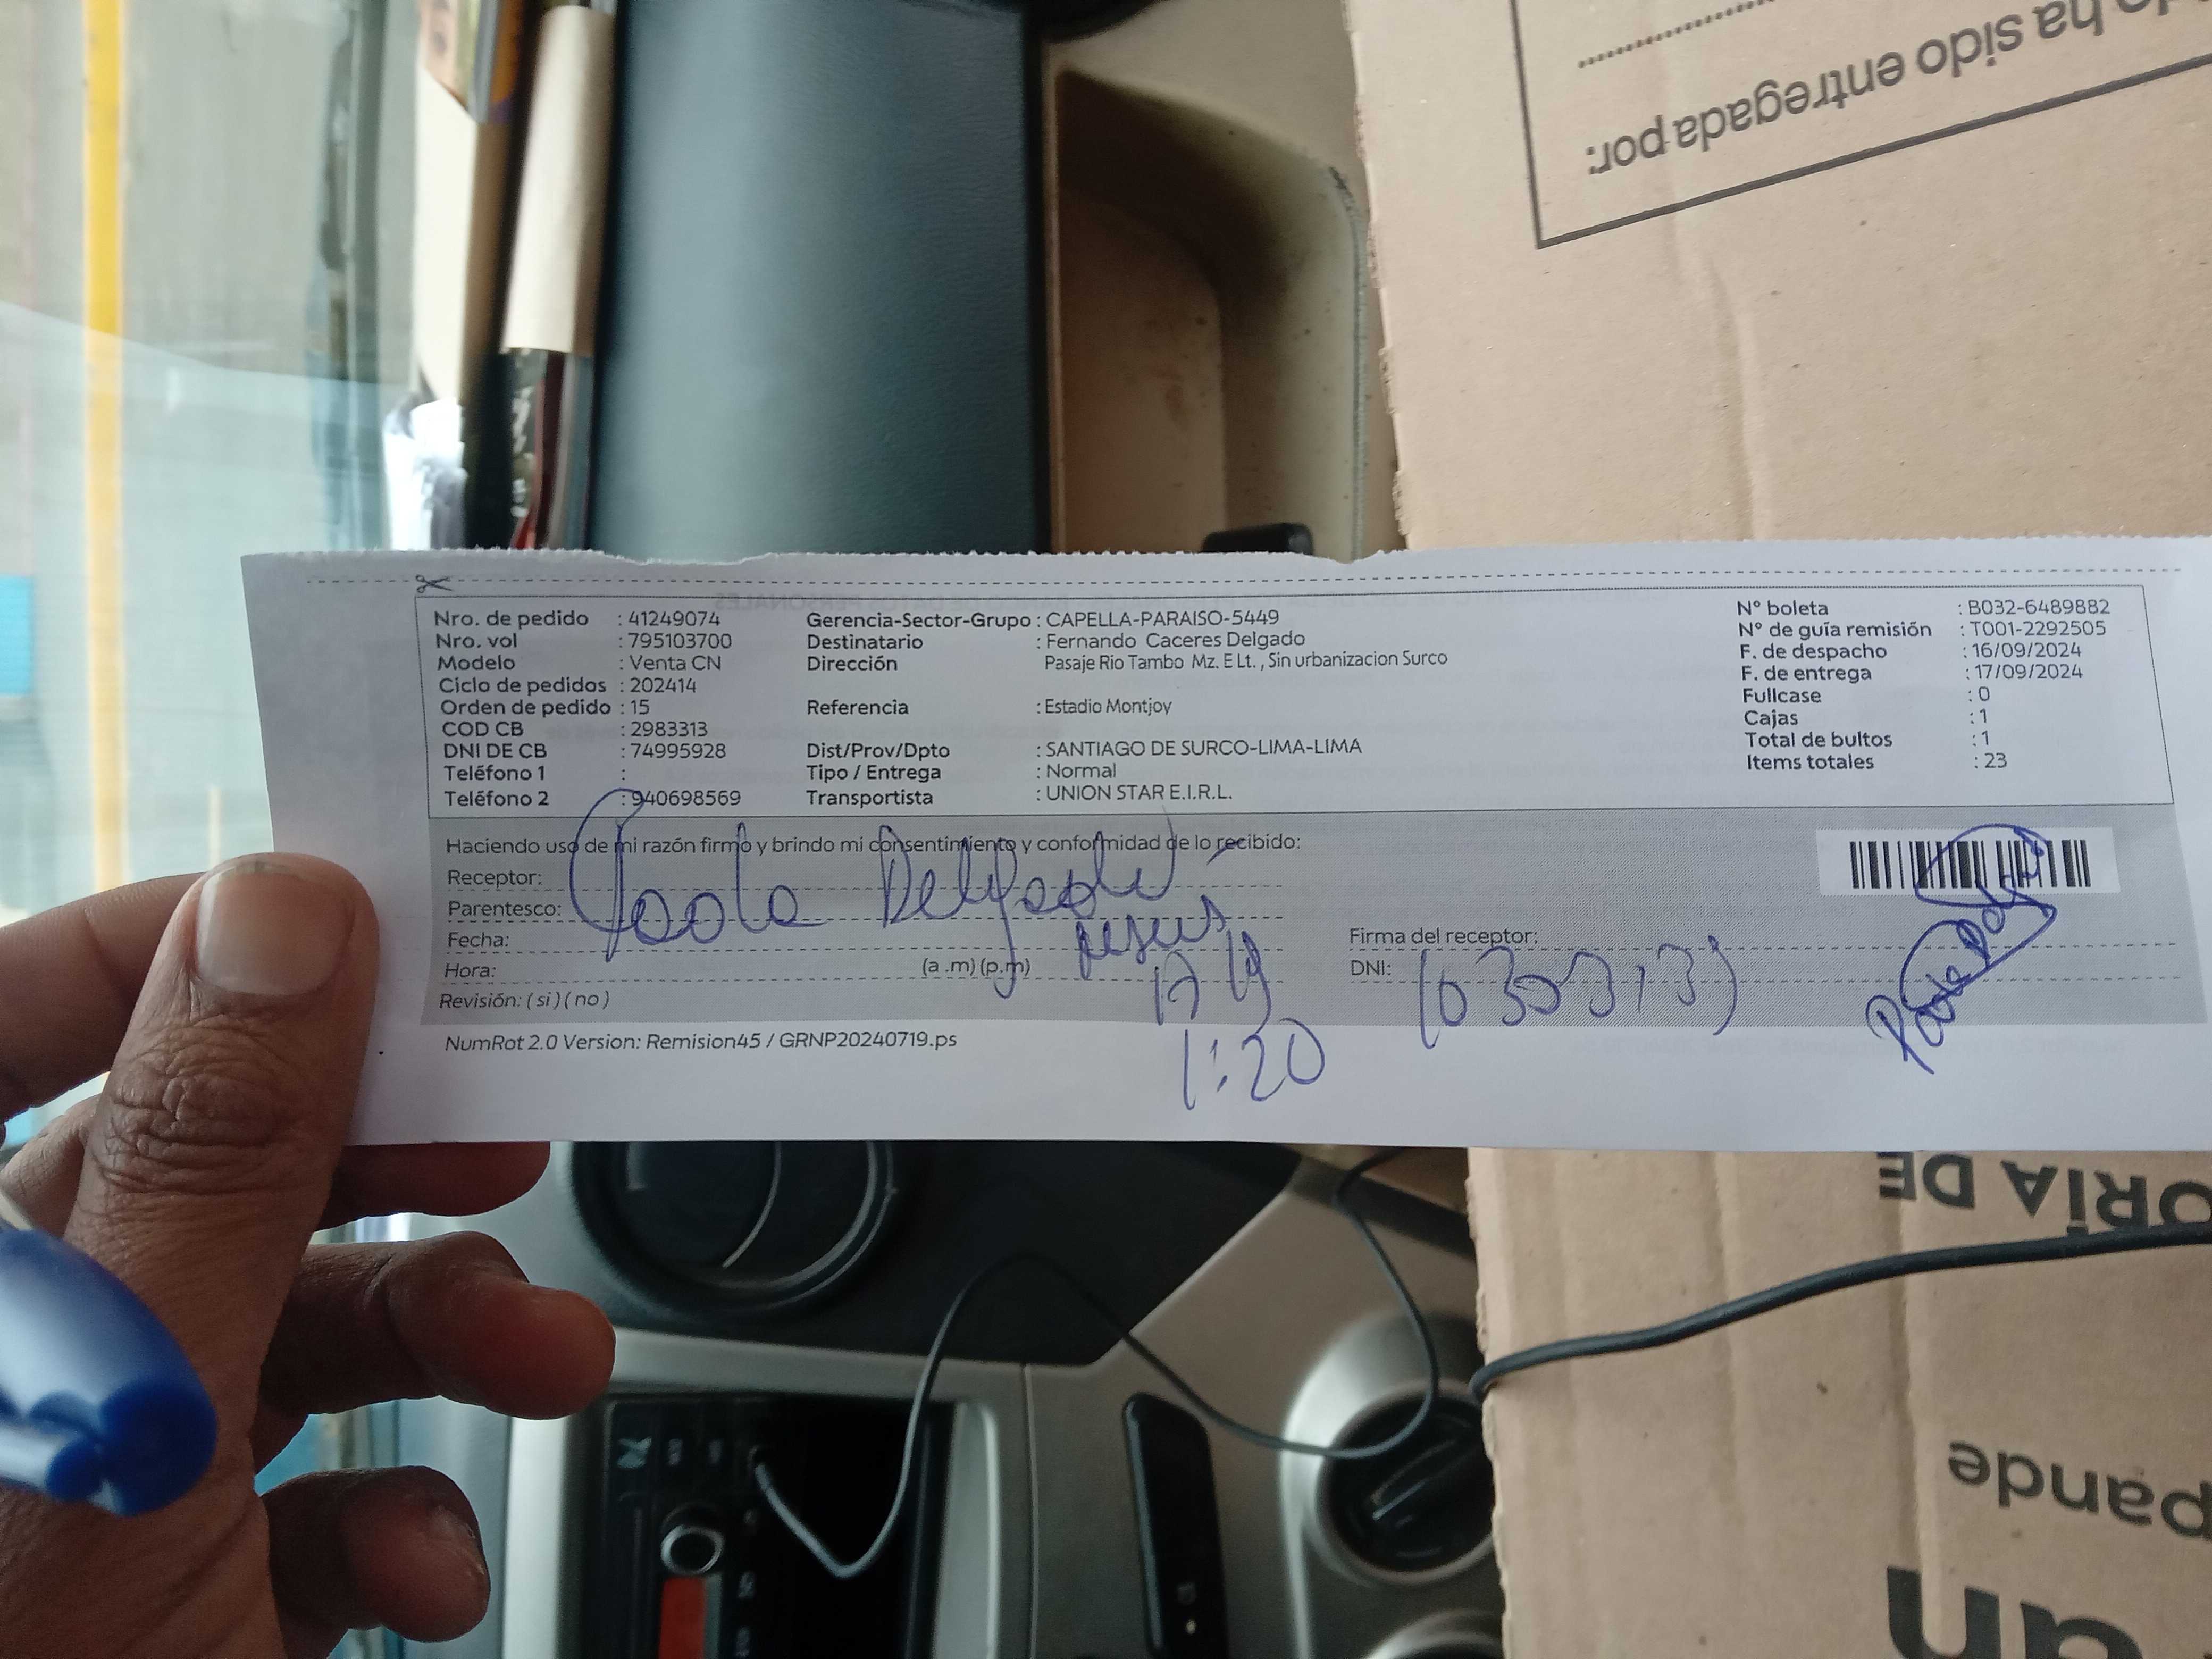 do ha sido entregada por:
Nro. de pedido : 41249074
Nro. vol : 795103700
Modelo : Venta CN
Ciclo de pedidos : 202414
Orden de pedido : 15
COD CB : 2983313
DNI DE CB : 74995928
Teléfono 1 :
Teléfono 2 : 940698569
Gerencia-Sector-Grupo : CAPELLA-PARAISO-5449
Destinatario : Fernando Caceres Delgado
Dirección Pasaje Rio Tambo Mz. E Lt. , Sin urbanizacion Surco
Referencia : Estadio Montjoy
Dist/Prov/Dpto : SANTIAGO DE SURCO-LIMA-LIMA
Tipo / Entrega : Normal
Transportista : UNION STAR E.I.R.L.
N° boleta : B032-6489882
N° de guía remisión : T001-2292505
F. de despacho : 16/09/2024
F. de entrega : 17/09/2024
Fullcase : 0
Cajas : 1
Total de bultos : 1
Items totales : 23
Haciendo uso de mi razón firmo y brindo mi consentimiento y conformidad de lo recibido:
Receptor:
Parentesco:
Paola Delgado
Fecha:
17/9
Hora: (a .m) (p.m)
1:20
Revisión: ( si ) ( no )
Firma del receptor:
DNI:
NumRot 2.0 Version: Remision45 / GRNP20240719.ps
ORÍA DE
pande
un